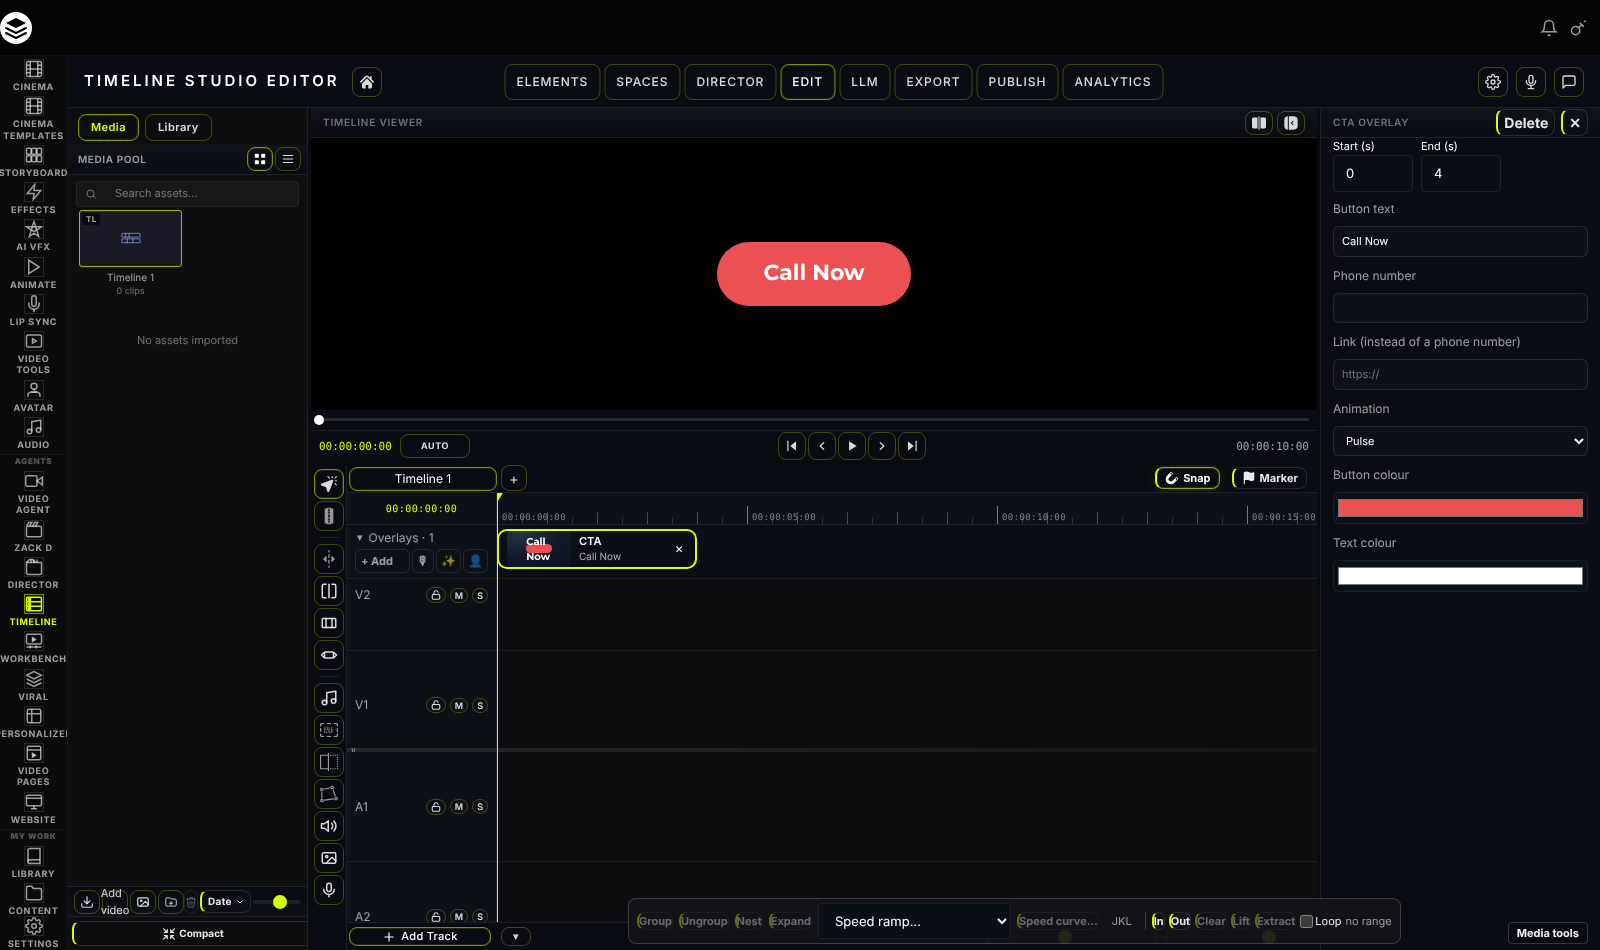 TIMELINE STUDIO EDITOR
ELEMENTS
SPACES
DIRECTOR
EDIT
LLM
EXPORT
PUBLISH
ANALYTICS
CINEMA
CINEMA
TEMPLATES
STORYBOARD
EFFECTS
AI VFX
ANIMATE
LIP SYNC
VIDEO
TOOLS
AVATAR
AUDIO
AGENTS
VIDEO
AGENT
ZACK D
DIRECTOR
TIMELINE
WORKBENCH
VIRAL
PERSONALIZE
VIDEO
PAGES
WEBSITE
MY WORK
LIBRARY
CONTENT
SETTINGS
Media
Library
MEDIA POOL
Search assets...
TL
Timeline 1
0 clips
No assets imported
Add
video
Date
Compact
TIMELINE VIEWER
Call Now
00:00:00:00
AUTO
00:00:10:00
Timeline 1
+
Snap
Marker
00:00:00:00
00:00:00:00
00:00:05:00
00:00:10:00
00:00:15:00
Overlays · 1
+ Add
Call
Now
CTA
Call Now
V2
M
S
V1
M
S
A1
M
S
A2
M
S
+ Add Track
Group
Ungroup
Nest
Expand
Speed ramp...
Speed curve...
JKL
In
Out
Clear
Lift
Extract
Loop
no range
CTA OVERLAY
Delete
Start (s)
End (s)
0
4
Button text
Call Now
Phone number
Link (instead of a phone number)
https://
Animation
Pulse
Button colour
Text colour
Media tools